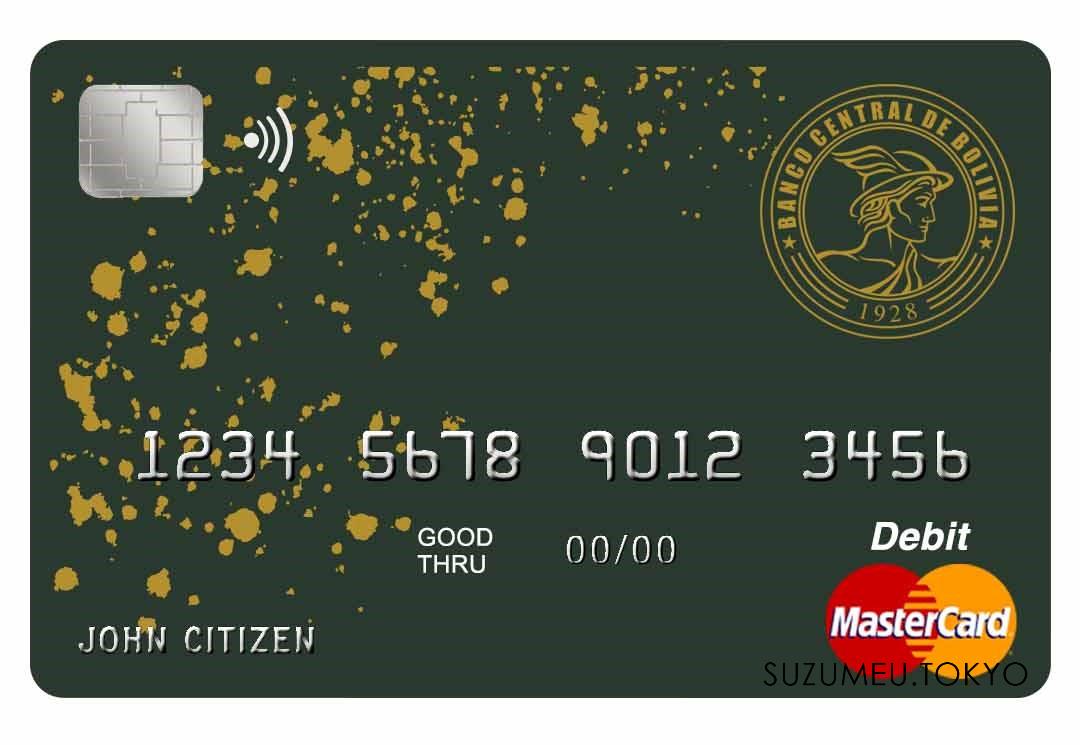 BANCO CENTRAL DE BOLIVIA
1928
1234 5678 9012 3456
GOOD
THRU
00/00
Debit
MasterCard
JOHN CITIZEN
SUZUMEU.TOKYO